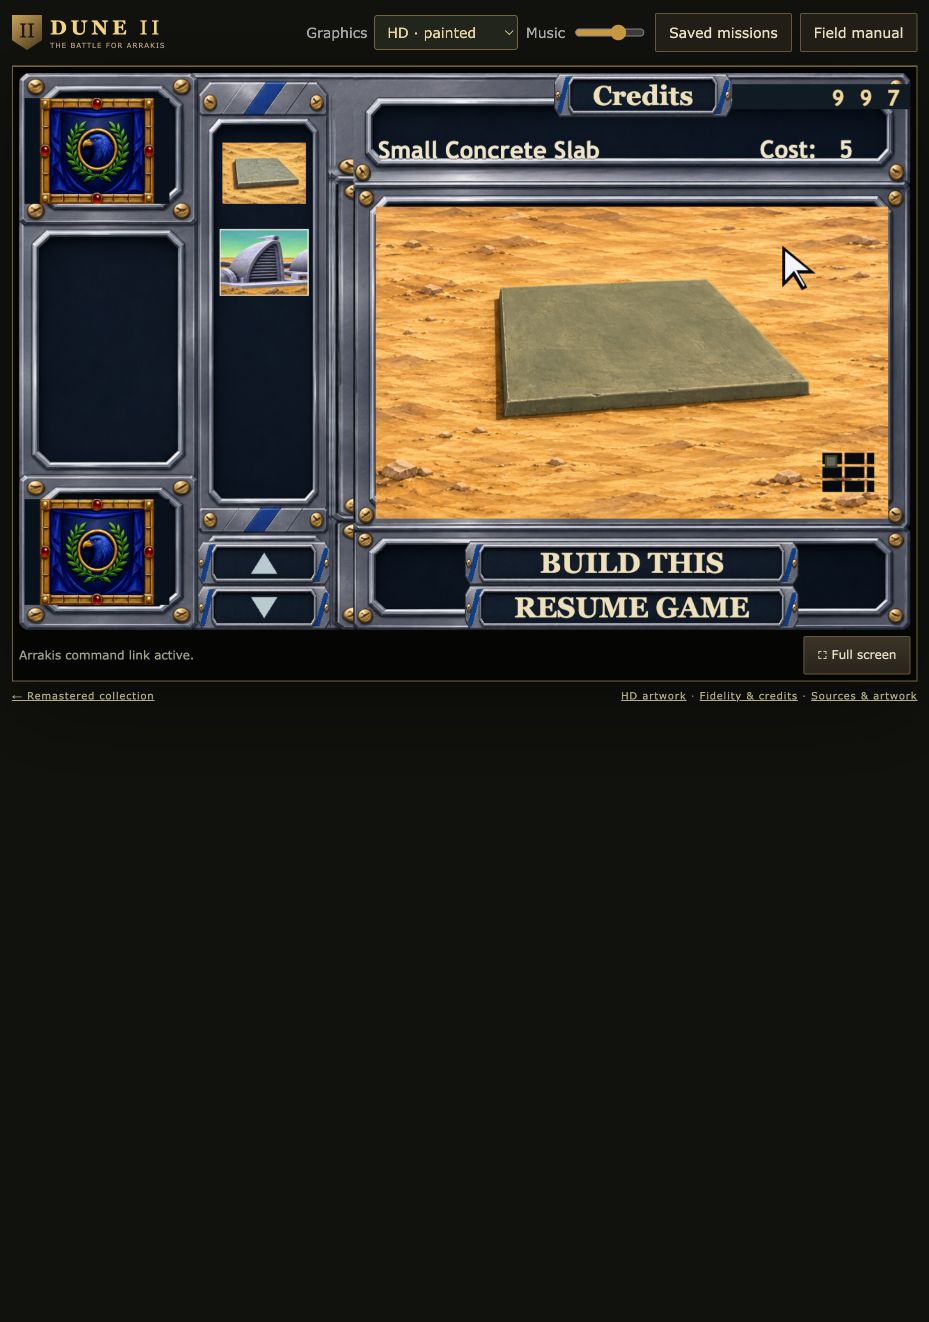 II DUNE II
THE BATTLE FOR ARRAKIS
Graphics HD · painted Music Saved missions Field manual
Credits 9 9 7
Small Concrete Slab Cost: 5
BUILD THIS
RESUME GAME
Arrakis command link active. Full screen
← Remastered collection HD artwork · Fidelity & credits · Sources & artwork